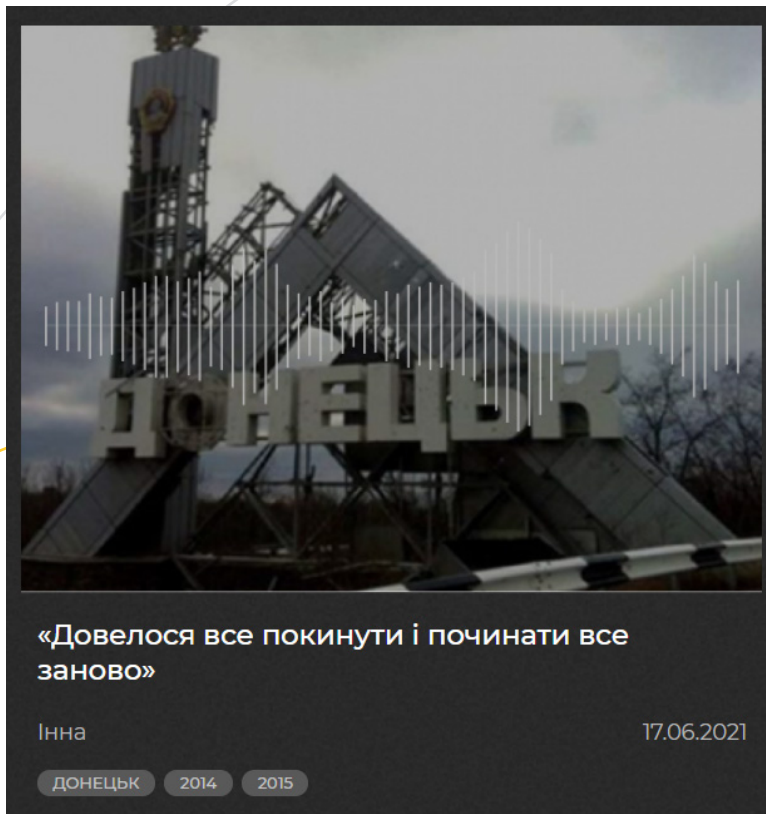 ДОНЕЦЬК
«Довелося все покинути і починати все
заново»
Інна 17.06.2021
ДОНЕЦЬК 2014 2015